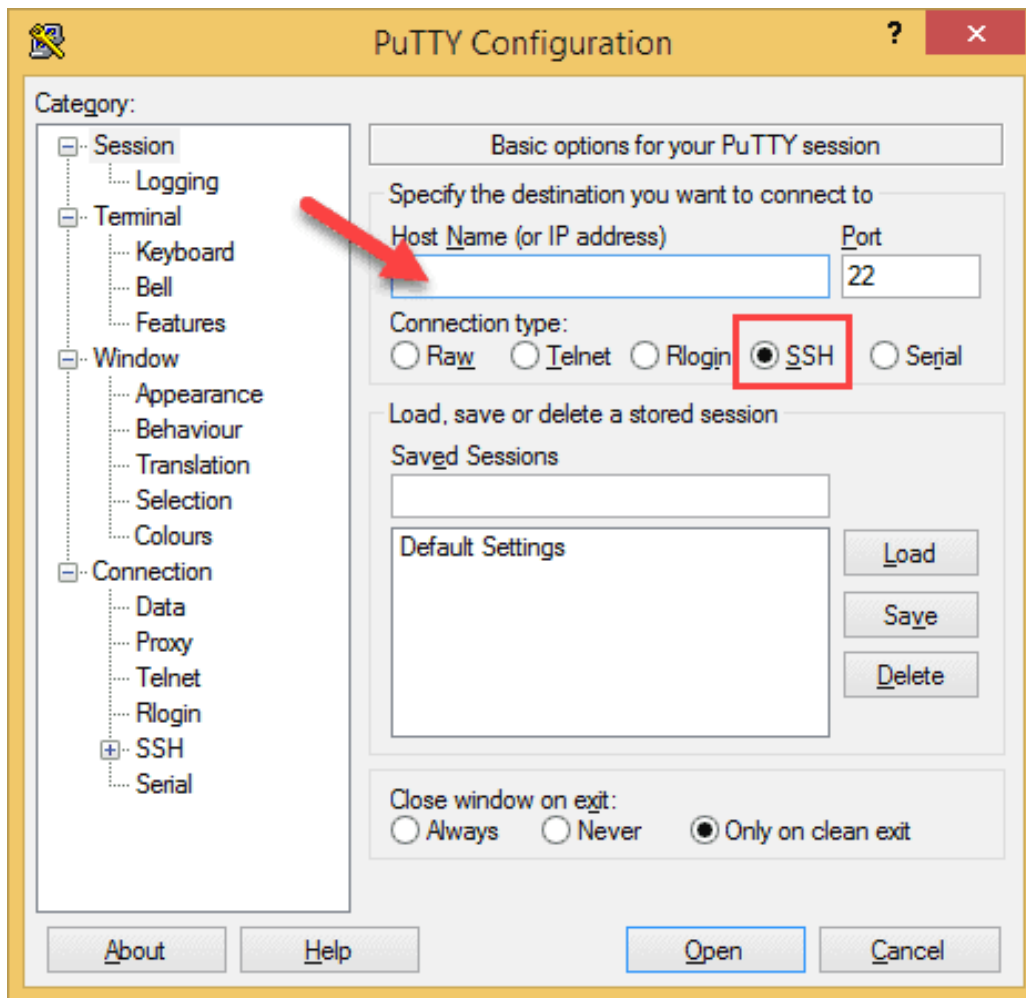 PuTTY Configuration
?
Category:
Session
Logging
Terminal
Keyboard
Bell
Features
Window
Appearance
Behaviour
Translation
Selection
Colours
Connection
Data
Proxy
Telnet
Rlogin
SSH
Serial
Basic options for your PuTTY session
Specify the destination you want to connect to
Host Name (or IP address) Port
22
Connection type:
Raw Telnet Rlogin SSH Serial
Load, save or delete a stored session
Saved Sessions
Default Settings
Load
Save
Delete
Close window on exit:
Always Never Only on clean exit
About Help Open Cancel